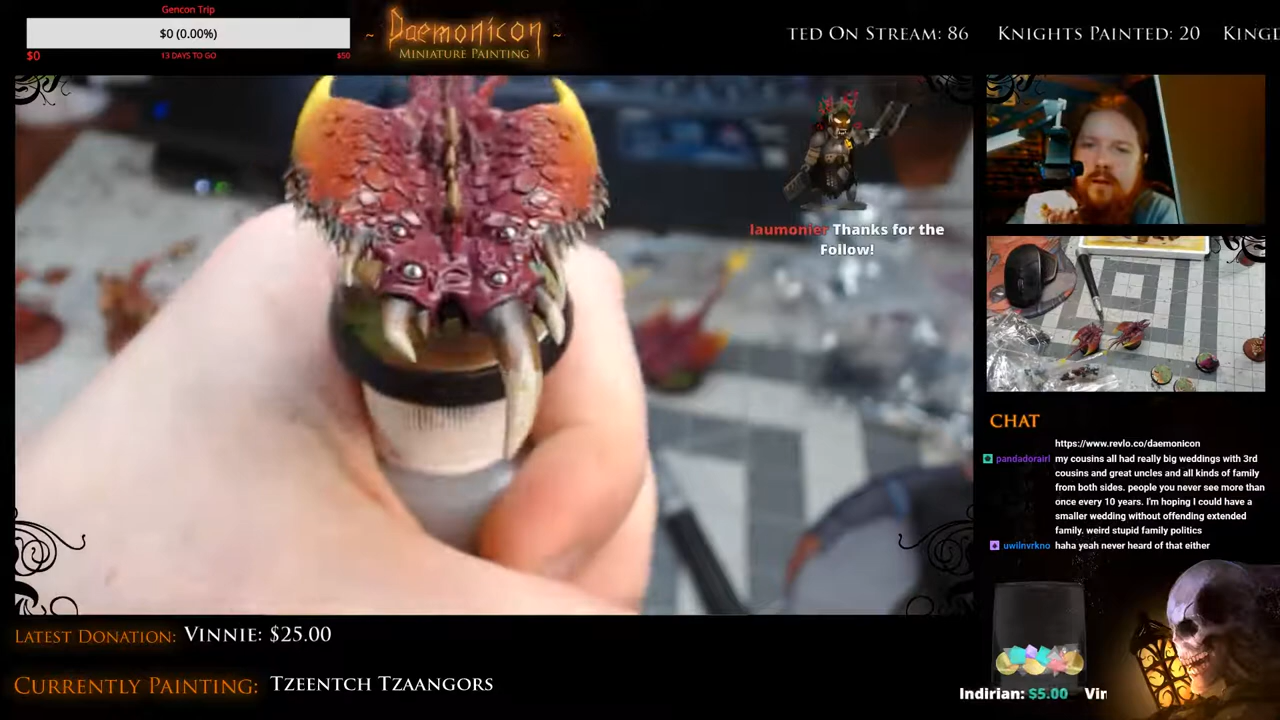 Gencon Trip
$0 (0.00%)
$0 13 DAYS TO GO $50
~ Daemonicon ~
MINIATURE PAINTING
TED ON STREAM: 86 KNIGHTS PAINTED: 20 KINGD
laumonier Thanks for the
Follow!
CHAT
https://www.revlo.co/daemonicon
pandadorairl my cousins all had really big weddings with 3rd
cousins and great uncles and all kinds of family
from both sides. people you never see more than
once every 10 years. I'm hoping I could have a
smaller wedding without offending extended
family. weird stupid family politics
uwilnvrkno haha yeah never heard of that either
LATEST DONATION: VINNIE: $25.00
CURRENTLY PAINTING: TZEENTCH TZAANGORS
Indirian: $5.00 Vin